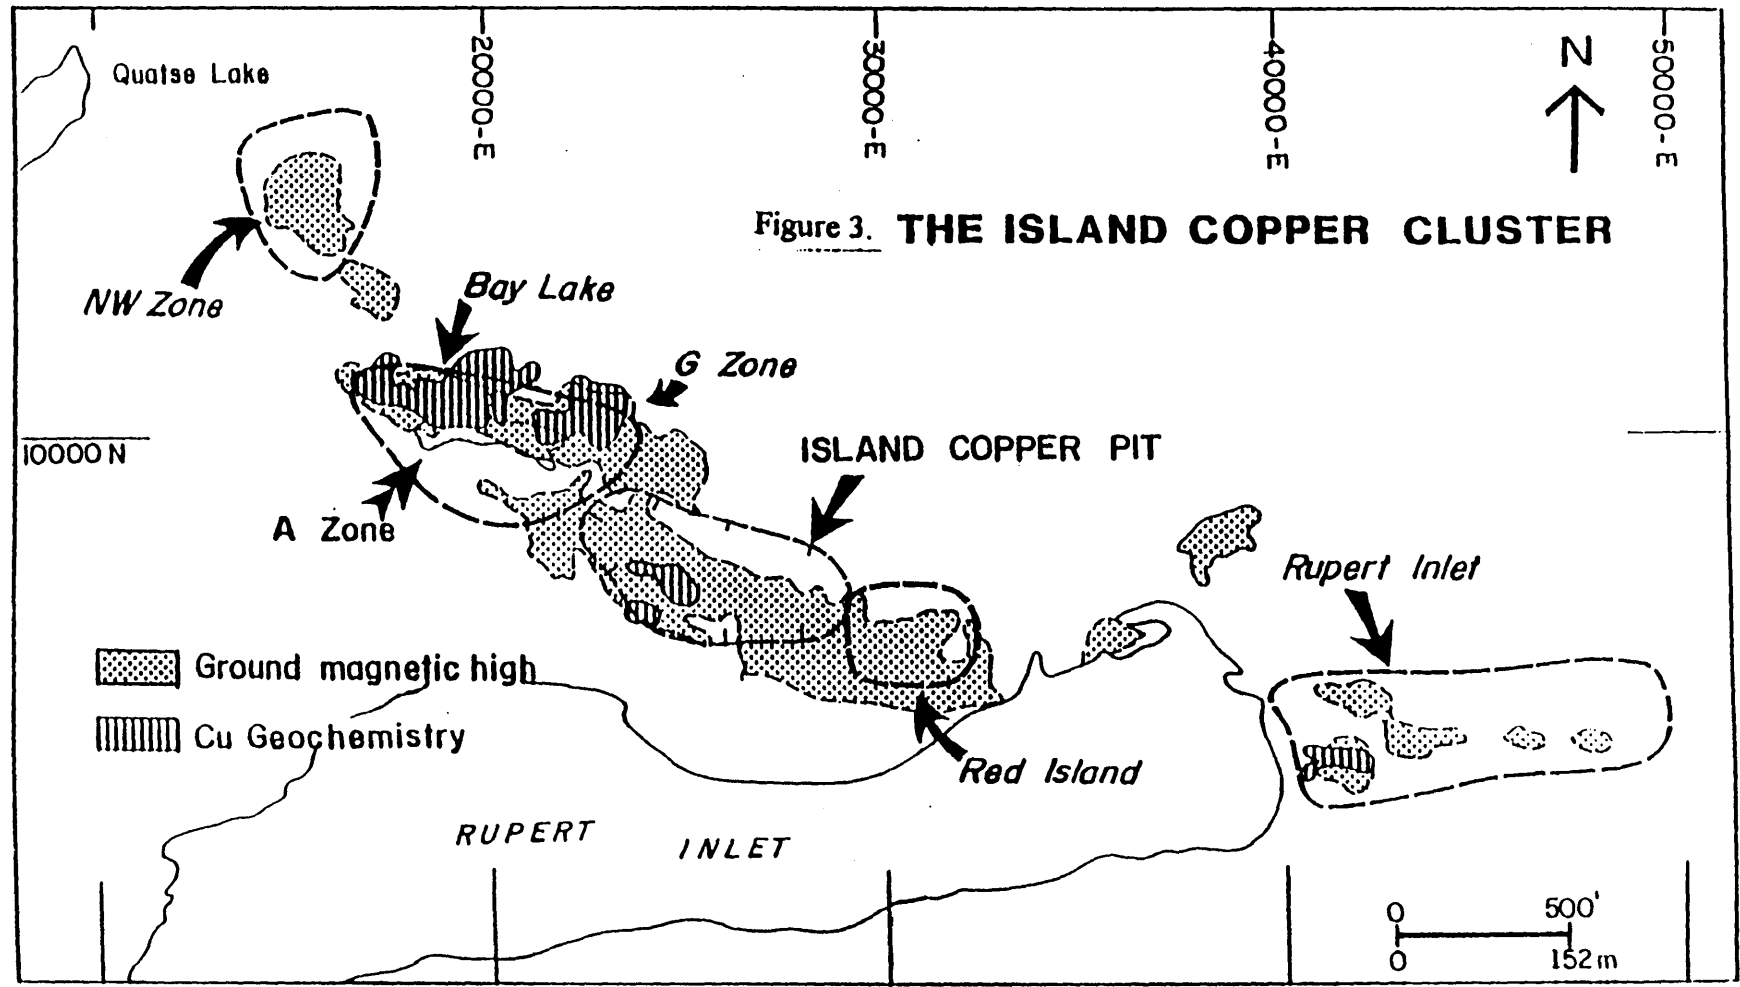 Quatse Lake
20000-E
30000-E
40000-E
50000-E
N
Figure 3. THE ISLAND COPPER CLUSTER
NW Zone
Bay Lake
G Zone
10000 N
ISLAND COPPER PIT
A Zone
Rupert Inlet
Ground magnetic high
Cu Geochemistry
Red Island
RUPERT INLET
0 500'
0 152 m